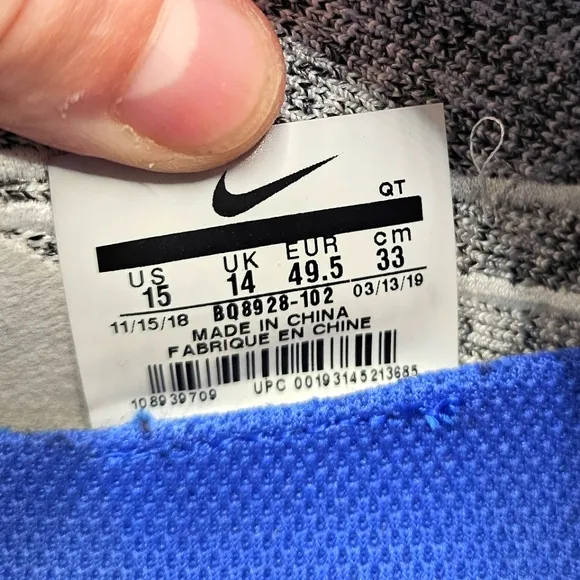 QT
US UK EUR cm
15 14 49.5 33
11/15/18 BQ8928-102 03/13/19
MADE IN CHINA
FABRIQUE EN CHINE
108939709 UPC 00193145213685